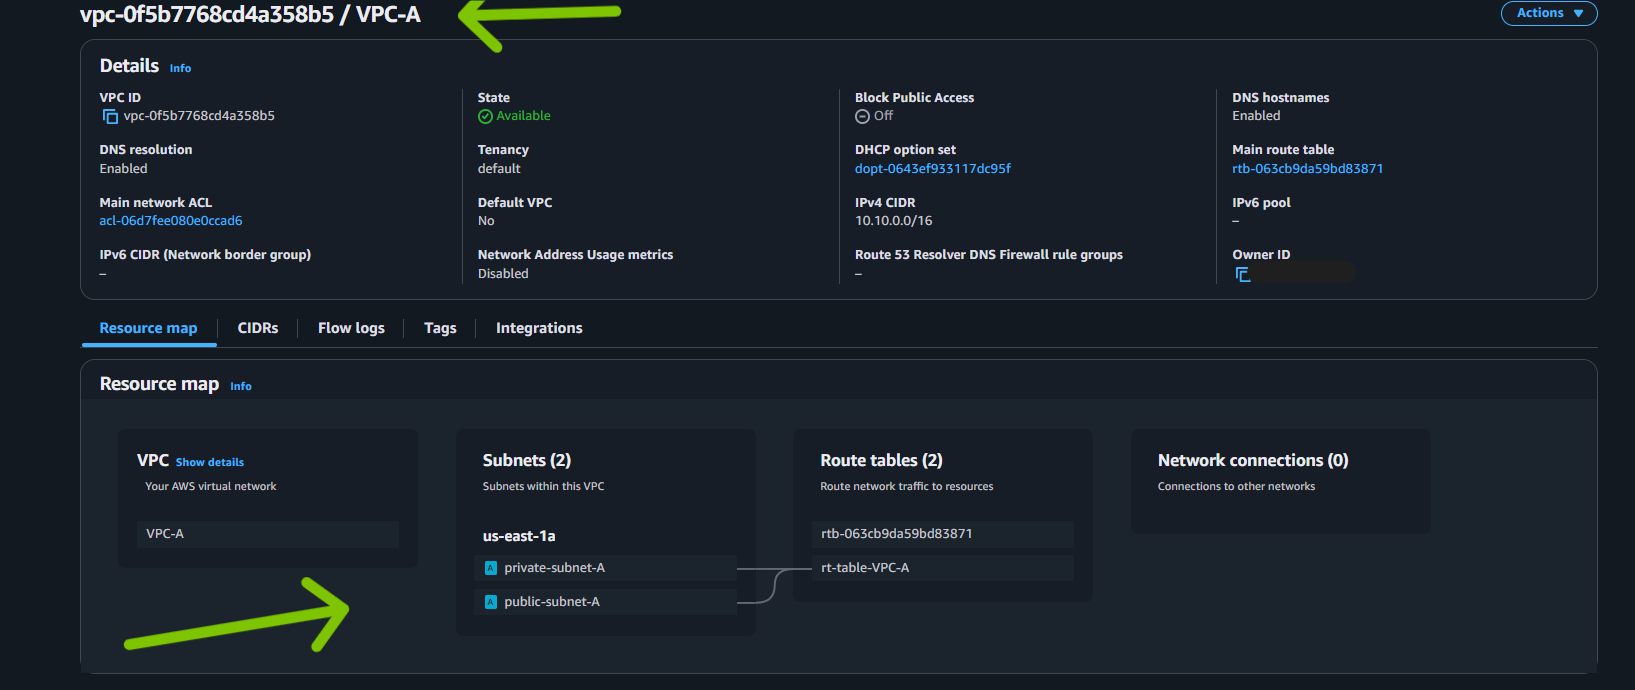 vpc-0f5b7768cd4a358b5 / VPC-A
Actions
Details Info
VPC ID
vpc-0f5b7768cd4a358b5
State
Available
Block Public Access
Off
DNS hostnames
Enabled
DNS resolution
Enabled
Tenancy
default
DHCP option set
dopt-0643ef933117dc95f
Main route table
rtb-063cb9da59bd83871
Main network ACL
acl-06d7fee080e0ccad6
Default VPC
No
IPv4 CIDR
10.10.0.0/16
IPv6 pool
–
IPv6 CIDR (Network border group)
–
Network Address Usage metrics
Disabled
Route 53 Resolver DNS Firewall rule groups
–
Owner ID
Resource map CIDRs Flow logs Tags Integrations
Resource map Info
VPC Show details
Your AWS virtual network
VPC-A
Subnets (2)
Subnets within this VPC
us-east-1a
A private-subnet-A
A public-subnet-A
Route tables (2)
Route network traffic to resources
rtb-063cb9da59bd83871
rt-table-VPC-A
Network connections (0)
Connections to other networks